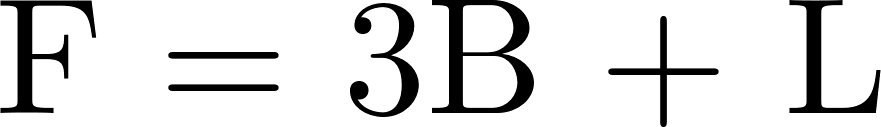 F = 3B + L